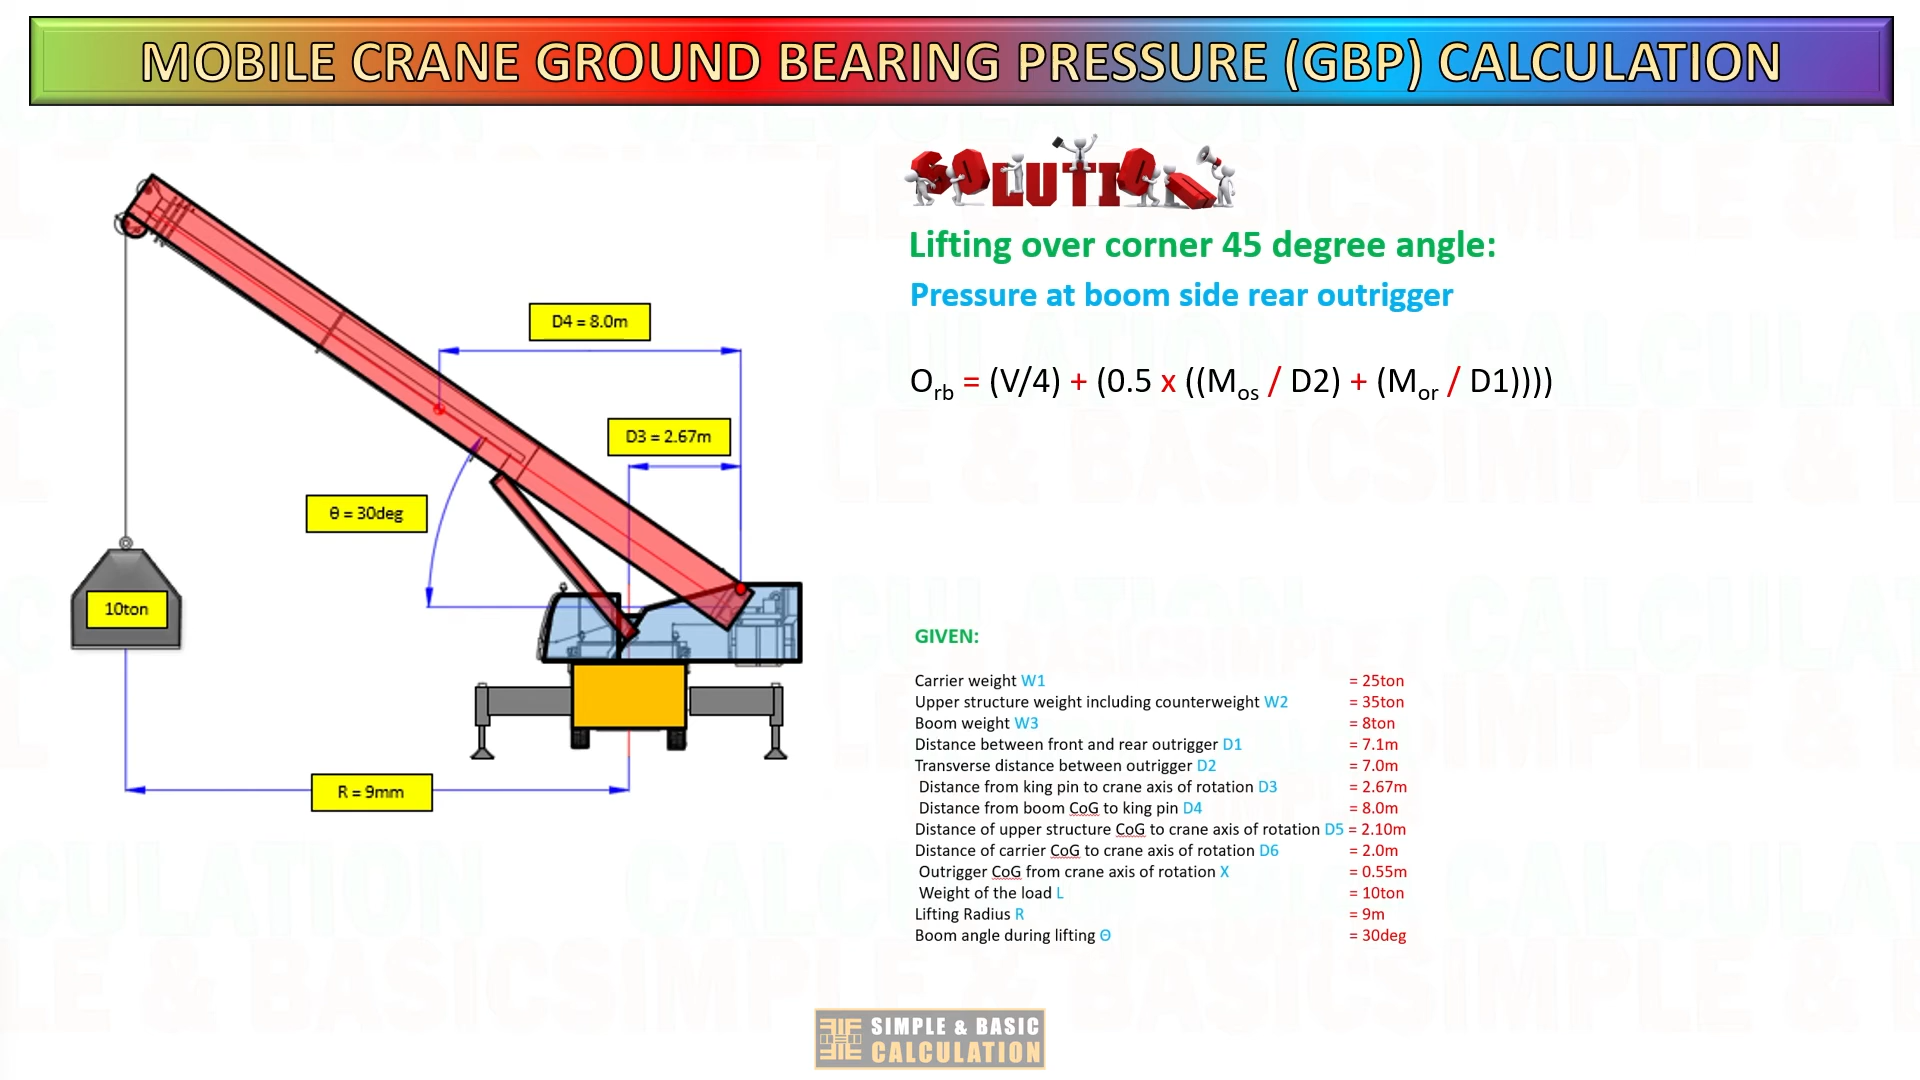 MOBILE CRANE GROUND BEARING PRESSURE (GBP) CALCULATION
SOLUTION
Lifting over corner 45 degree angle:
Pressure at boom side rear outrigger
Orb = (V/4) + (0.5 x ((Mos / D2) + (Mor / D1))))
D4 = 8.0m
D3 = 2.67m
θ = 30deg
10ton
R = 9mm
GIVEN:
Carrier weight W1 = 25ton
Upper structure weight including counterweight W2 = 35ton
Boom weight W3 = 8ton
Distance between front and rear outrigger D1 = 7.1m
Transverse distance between outrigger D2 = 7.0m
Distance from king pin to crane axis of rotation D3 = 2.67m
Distance from boom CoG to king pin D4 = 8.0m
Distance of upper structure CoG to crane axis of rotation D5 = 2.10m
Distance of carrier CoG to crane axis of rotation D6 = 2.0m
Outrigger CoG from crane axis of rotation X = 0.55m
Weight of the load L = 10ton
Lifting Radius R = 9m
Boom angle during lifting Θ = 30deg
SIMPLE & BASIC
CALCULATION